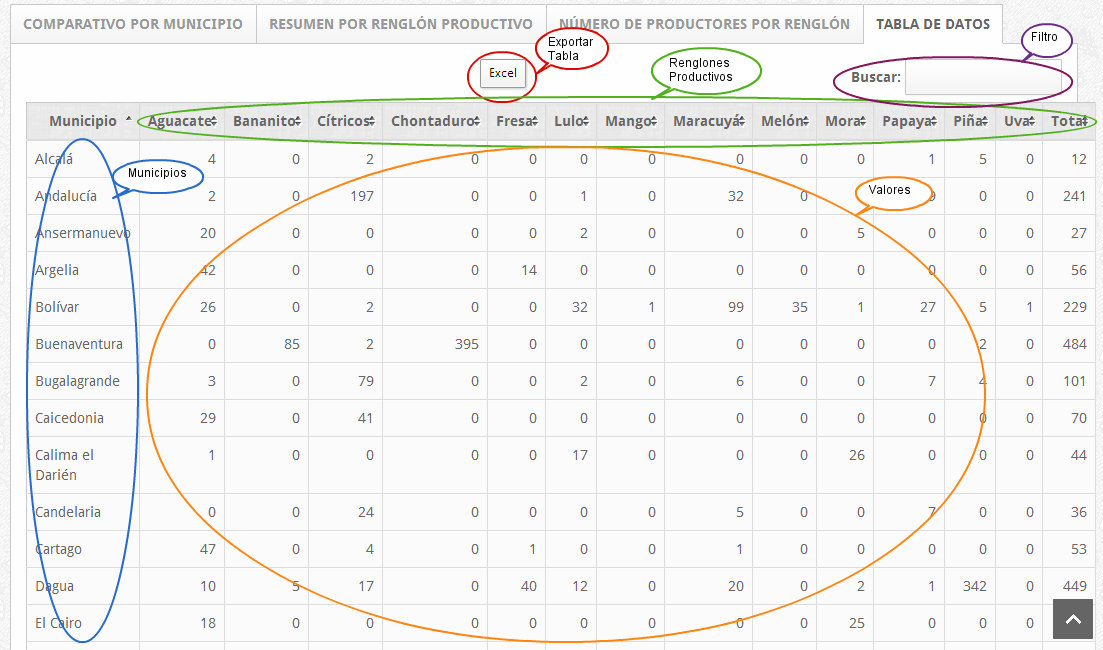 COMPARATIVO POR MUNICIPIO RESUMEN POR RENGLÓN PRODUCTIVO NÚMERO DE PRODUCTORES POR RENGLÓN TABLA DE DATOS
Filtro
Exportar
Tabla
Excel
Renglones
Productivos
Buscar:
Municipio Aguacate Bananito Cítricos Chontaduro Fresa Lulo Mango Maracuyá Melón Mora Papaya Piña Uva Total
Alcalá 4 0 2 0 0 0 0 0 0 0 1 5 0 12
Municipios
Valores
Andalucía 2 0 197 0 0 1 0 32 0 9 0 0 241
Ansermanuevo 20 0 0 0 0 2 0 0 0 5 0 0 0 27
Argelia 42 0 0 0 14 0 0 0 0 0 0 0 0 56
Bolívar 26 0 2 0 0 32 1 99 35 1 27 5 1 229
Buenaventura 0 85 2 395 0 0 0 0 0 0 0 2 0 484
Bugalagrande 3 0 79 0 0 2 0 6 0 0 7 4 0 101
Caicedonia 29 0 41 0 0 0 0 0 0 0 0 0 0 70
Calima el
Darién 1 0 0 0 0 17 0 0 0 26 0 0 0 44
Candelaria 0 0 24 0 0 0 0 5 0 0 7 0 0 36
Cartago 47 0 4 0 1 0 0 1 0 0 0 0 0 53
Dagua 10 5 17 0 40 12 0 20 0 2 1 342 0 449
El Cairo 18 0 0 0 0 0 0 0 0 25 0 0 0